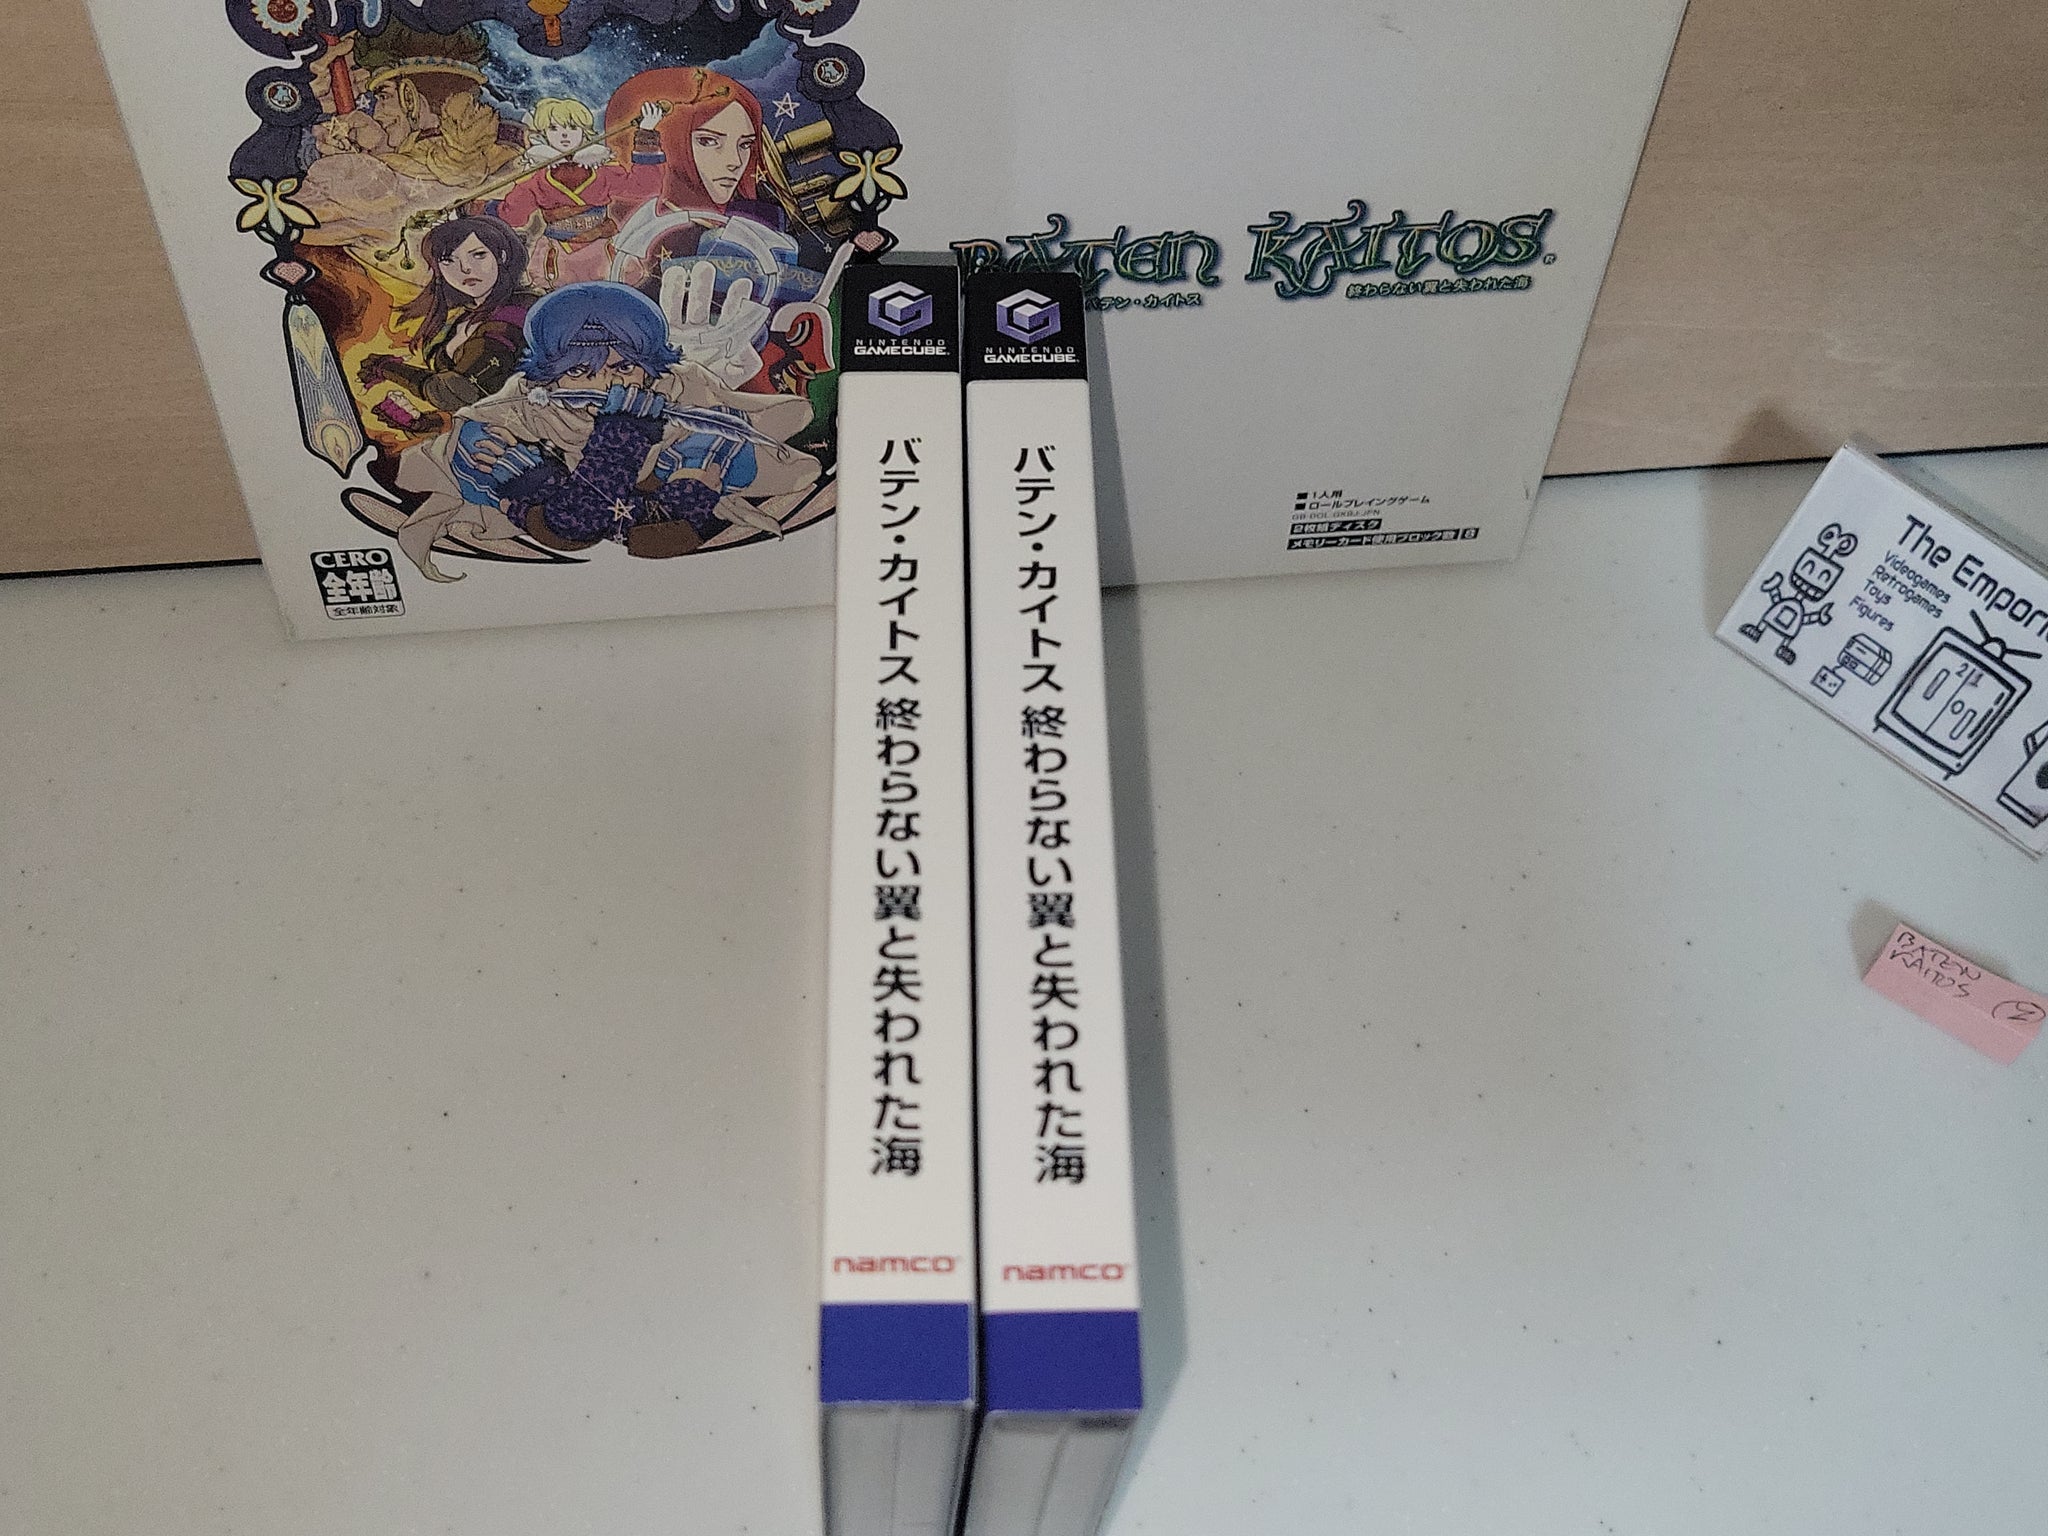 BATEN KAITOS
バテン・カイトス
終わらない翼と失われた海
■1人用
■ロールプレイングゲーム
2枚組ディスク
メモリーカード使用ブロック数 8
CERO
全年齢
全年齢対象
NINTENDO
GAMECUBE
バテン・カイトス 終わらない翼と失われた海
namco
NINTENDO
GAMECUBE
バテン・カイトス 終わらない翼と失われた海
namco
The Empori
Videogames
Retrogames
Toys
Figures
21
BATEN
KAITOS
2